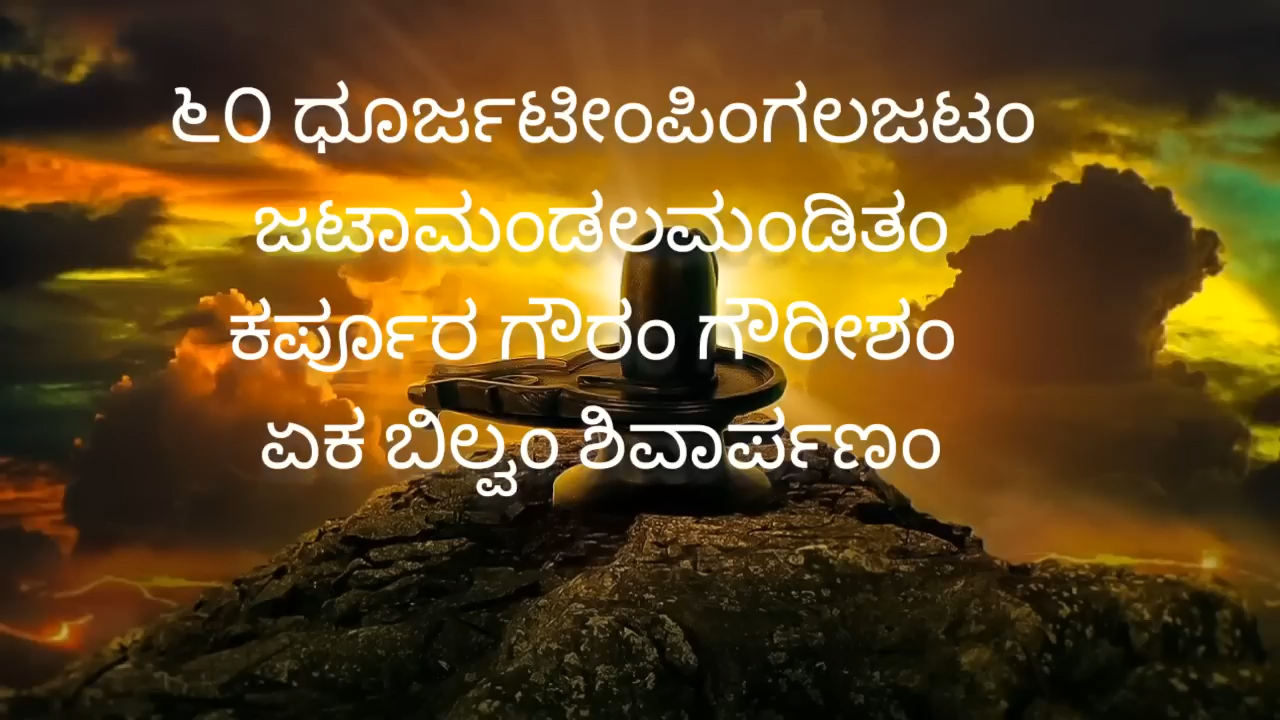 ೬೦ ಧೂರ್ಜಟೀಂಪಿಂಗಲಜಟಂ
ಜಟಾಮಂಡಲಮಂಡಿತಂ
ಕರ್ಪೂರ ಗೌರಂ ಗೌರೀಶಂ
ಏಕ ಬಿಲ್ವಂ ಶಿವಾರ್ಪಣಂ